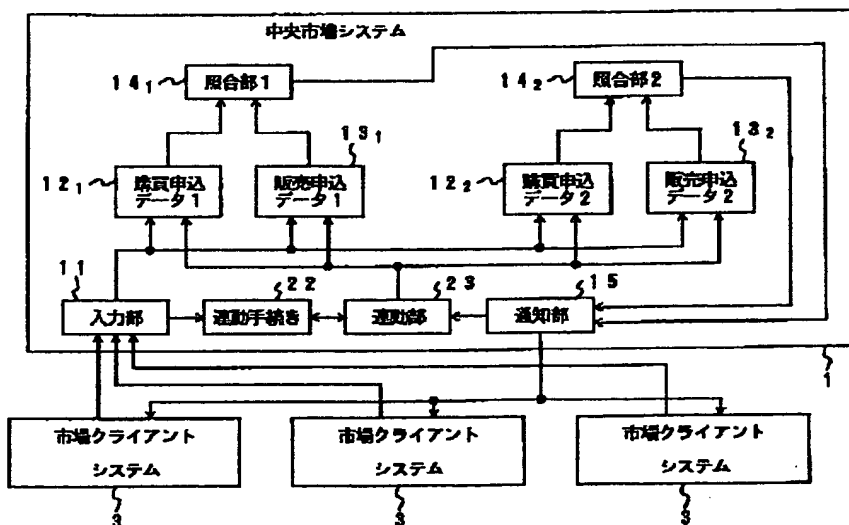 中央市場システム
14₁
照合部1
14₂
照合部2
13₁
13₂
12₁
購買申込
データ1
販売申込
データ1
12₂
購買申込
データ2
販売申込
データ2
11
22
23
15
入力部
連動手続き
連動部
通知部
1
市場クライアント
システム
市場クライアント
システム
市場クライアント
システム
3
3
3